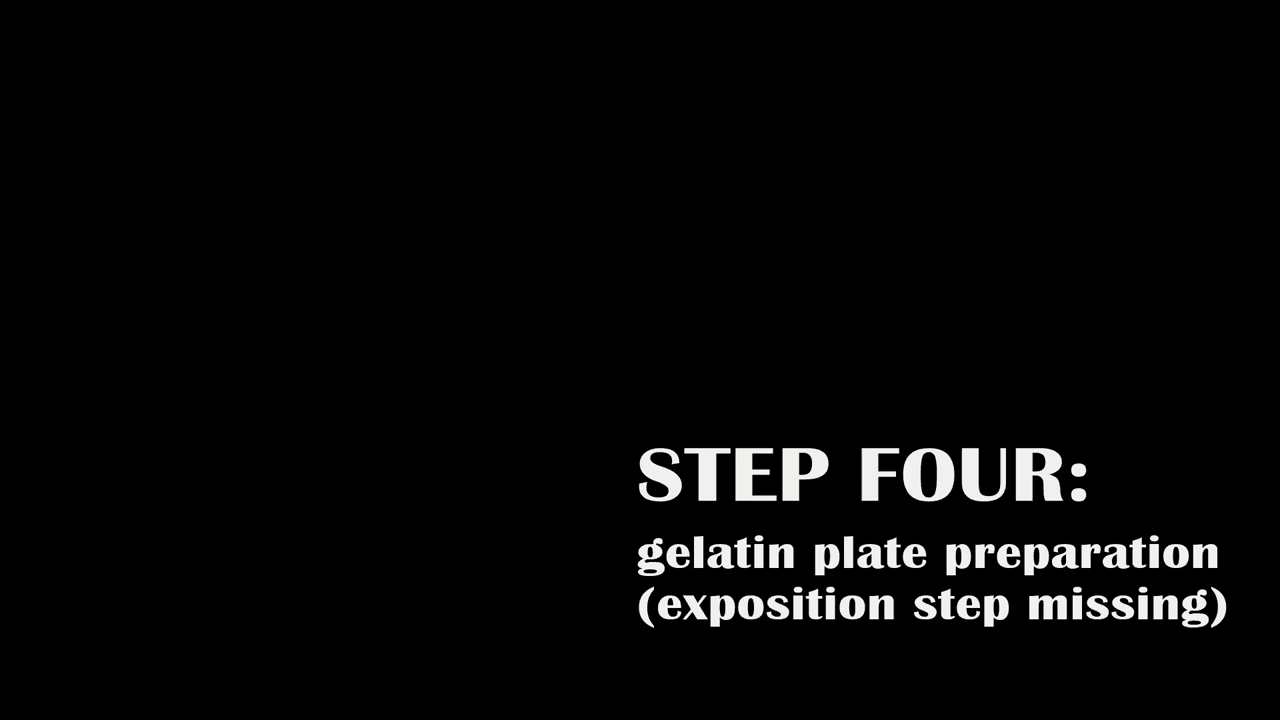 STEP FOUR:
gelatin plate preparation
(exposition step missing)